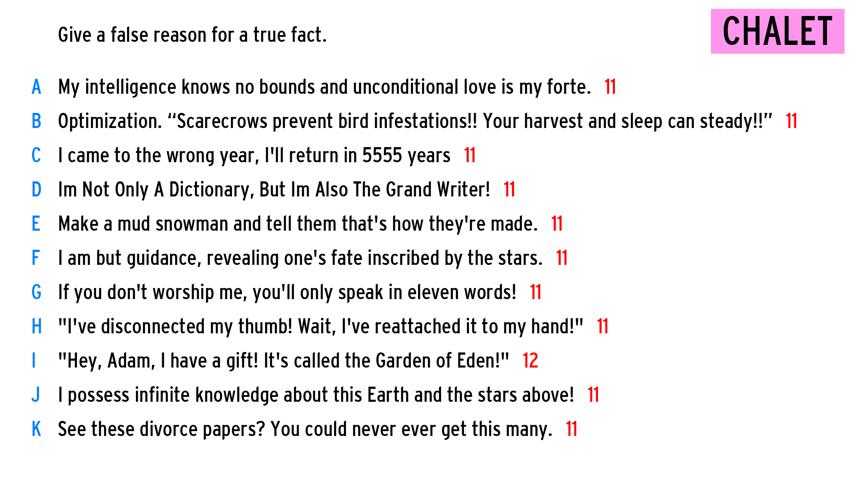 Give a false reason for a true fact.
CHALET
A My intelligence knows no bounds and unconditional love is my forte. 11
B Optimization. “Scarecrows prevent bird infestations!! Your harvest and sleep can steady!!” 11
C I came to the wrong year, I'll return in 5555 years 11
D Im Not Only A Dictionary, But Im Also The Grand Writer! 11
E Make a mud snowman and tell them that's how they're made. 11
F I am but guidance, revealing one's fate inscribed by the stars. 11
G If you don't worship me, you'll only speak in eleven words! 11
H "I've disconnected my thumb! Wait, I've reattached it to my hand!" 11
I "Hey, Adam, I have a gift! It's called the Garden of Eden!" 12
J I possess infinite knowledge about this Earth and the stars above! 11
K See these divorce papers? You could never ever get this many. 11